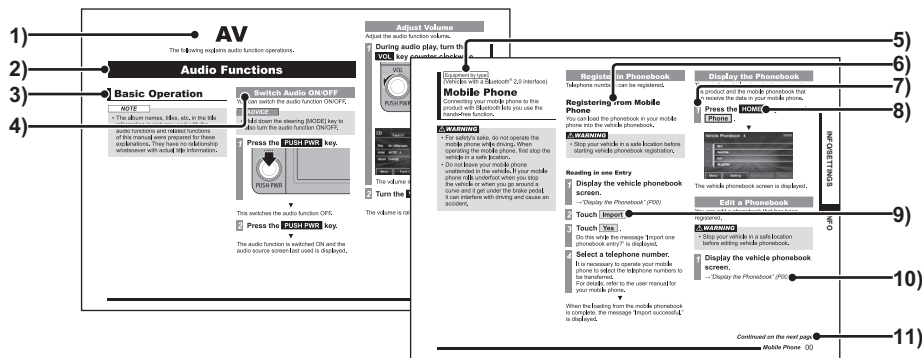 1)
2)
3)
4)
AV
The following explains audio function operations.
Audio Functions
Basic Operation
NOTE
• The album names, titles, etc. in the title
audio functions and related functions
of this manual were prepared for these
explanations. They have no relationship
whatsoever with actual title information.
Switch Audio ON/OFF
can switch the audio function ON/OFF.
ADVICE
old down the steering [MODE] key to
also turn the audio function ON/OFF.
1 Press the PUSH PWR key.
VOL
PUSH PWR
▼
This switches the audio function OFF.
2 Press the PUSH PWR key.
▼
The audio function is switched ON and the
audio source screen last used is displayed.
Adjust Volume
Adjust the audio function volume.
1 During audio play, turn th
VOL key counter clockwise
VOL
PUSH PWR
CD
The volume i
2 Turn the
The volume is rai
5)
6)
7)
8)
9)
10)
11)
Equipment by type
(Vehicles with a Bluetooth® 2.0 interface)
Mobile Phone
Connecting your mobile phone to this
product with Bluetooth lets you use the
hands-free function.
WARNING
• For safety's sake, do not operate the
mobile phone while driving. When
operating the mobile phone, first stop the
vehicle in a safe location.
• Do not leave your mobile phone
unattended in the vehicle. If your mobile
phone rolls underfoot when you stop
the vehicle or when you go around a
curve and it gets under the brake pedal,
it can interfere with driving and cause an
accident.
Register in Phonebook
Telephone numbers can be registered.
Registering from Mobile
Phone
You can load the phonebook in your mobile
phone into the vehicle phonebook.
WARNING
• Stop your vehicle in a safe location before
starting vehicle phonebook registration.
Reading in one Entry
1 Display the vehicle phonebook
screen.
→"Display the Phonebook" (P00)
2 Touch Import
3 Touch Yes .
Do this while the message "Import one
phonebook entry?" is displayed.
4 Select a telephone number.
It is necessary to operate your mobile
phone to select the telephone numbers to
be transferred.
For details, refer to the user manual for
your mobile phone.
▼
When the loading from the mobile phonebook
is complete, the message "Import successful."
is displayed.
Display the Phonebook
s product and the mobile phonebook that
n receive the data in your mobile phone.
1 Press the HOME
Phone .
▼
Vehicle Phonebook
The vehicle phonebook screen is displayed.
Edit a Phonebook
registered.
WARNING
• Stop your vehicle in a safe location
before editing vehicle phonebook.
1 Display the vehicle phonebook
screen.
→"Display the Phonebook" (P00)
INFO/SETTINGS
INFO
Continued on the next page
Mobile Phone 00